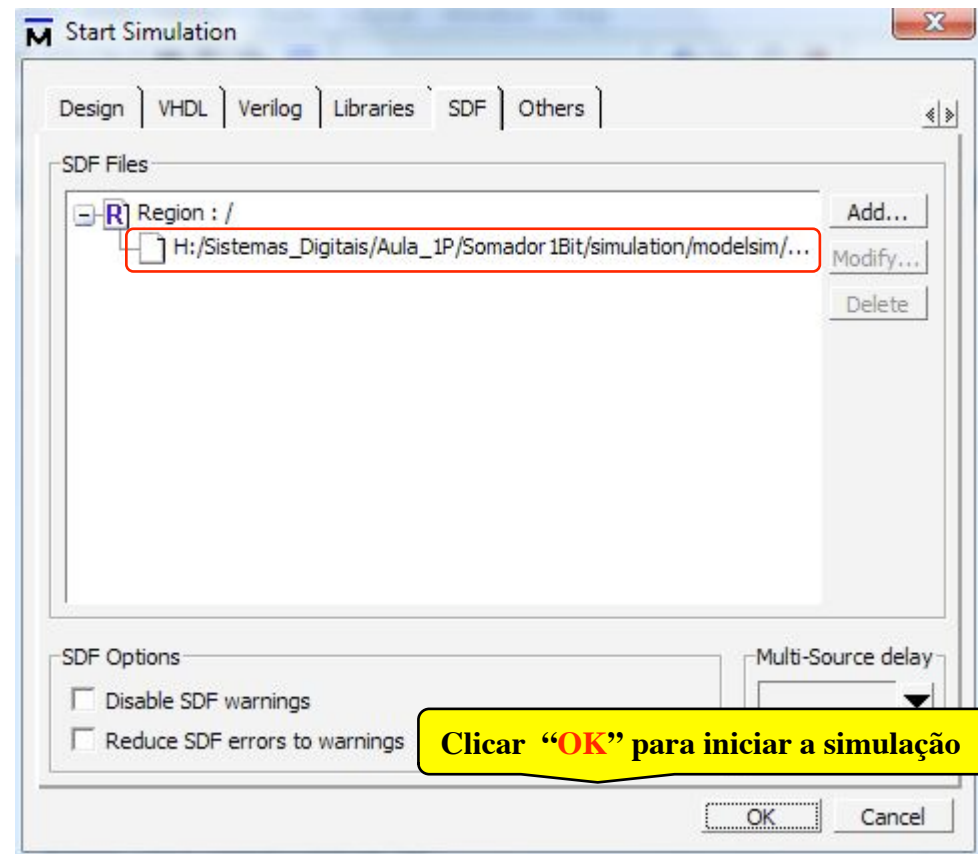 Start Simulation
Design VHDL Verilog Libraries SDF Others
SDF Files
Region : /
Add...
H:/Sistemas_Digitais/Aula_1P/Somador1Bit/simulation/modelsim/...
Modify...
Delete
SDF Options
Multi-Source delay
Disable SDF warnings
Reduce SDF errors to warnings
Clicar “OK” para iniciar a simulação
OK Cancel